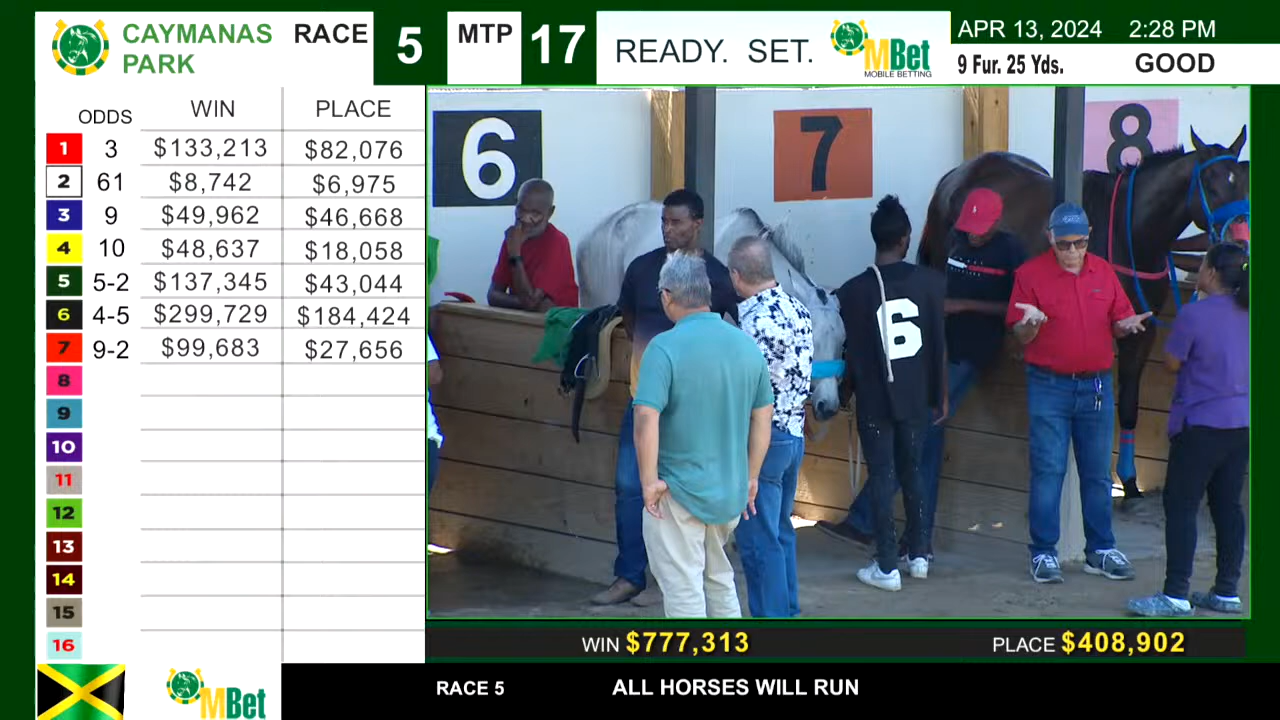 CAYMANAS PARK
RACE 5
MTP 17
READY. SET.
MBet
MOBILE BETTING
APR 13, 2024 2:28 PM
9 Fur. 25 Yds. GOOD
ODDS WIN PLACE
1 3 $133,213 $82,076
2 61 $8,742 $6,975
3 9 $49,962 $46,668
4 10 $48,637 $18,058
5 5-2 $137,345 $43,044
6 4-5 $299,729 $184,424
7 9-2 $99,683 $27,656
8
9
10
11
12
13
14
15
16
6
7
8
6
WIN $777,313 PLACE $408,902
MBet
RACE 5 ALL HORSES WILL RUN